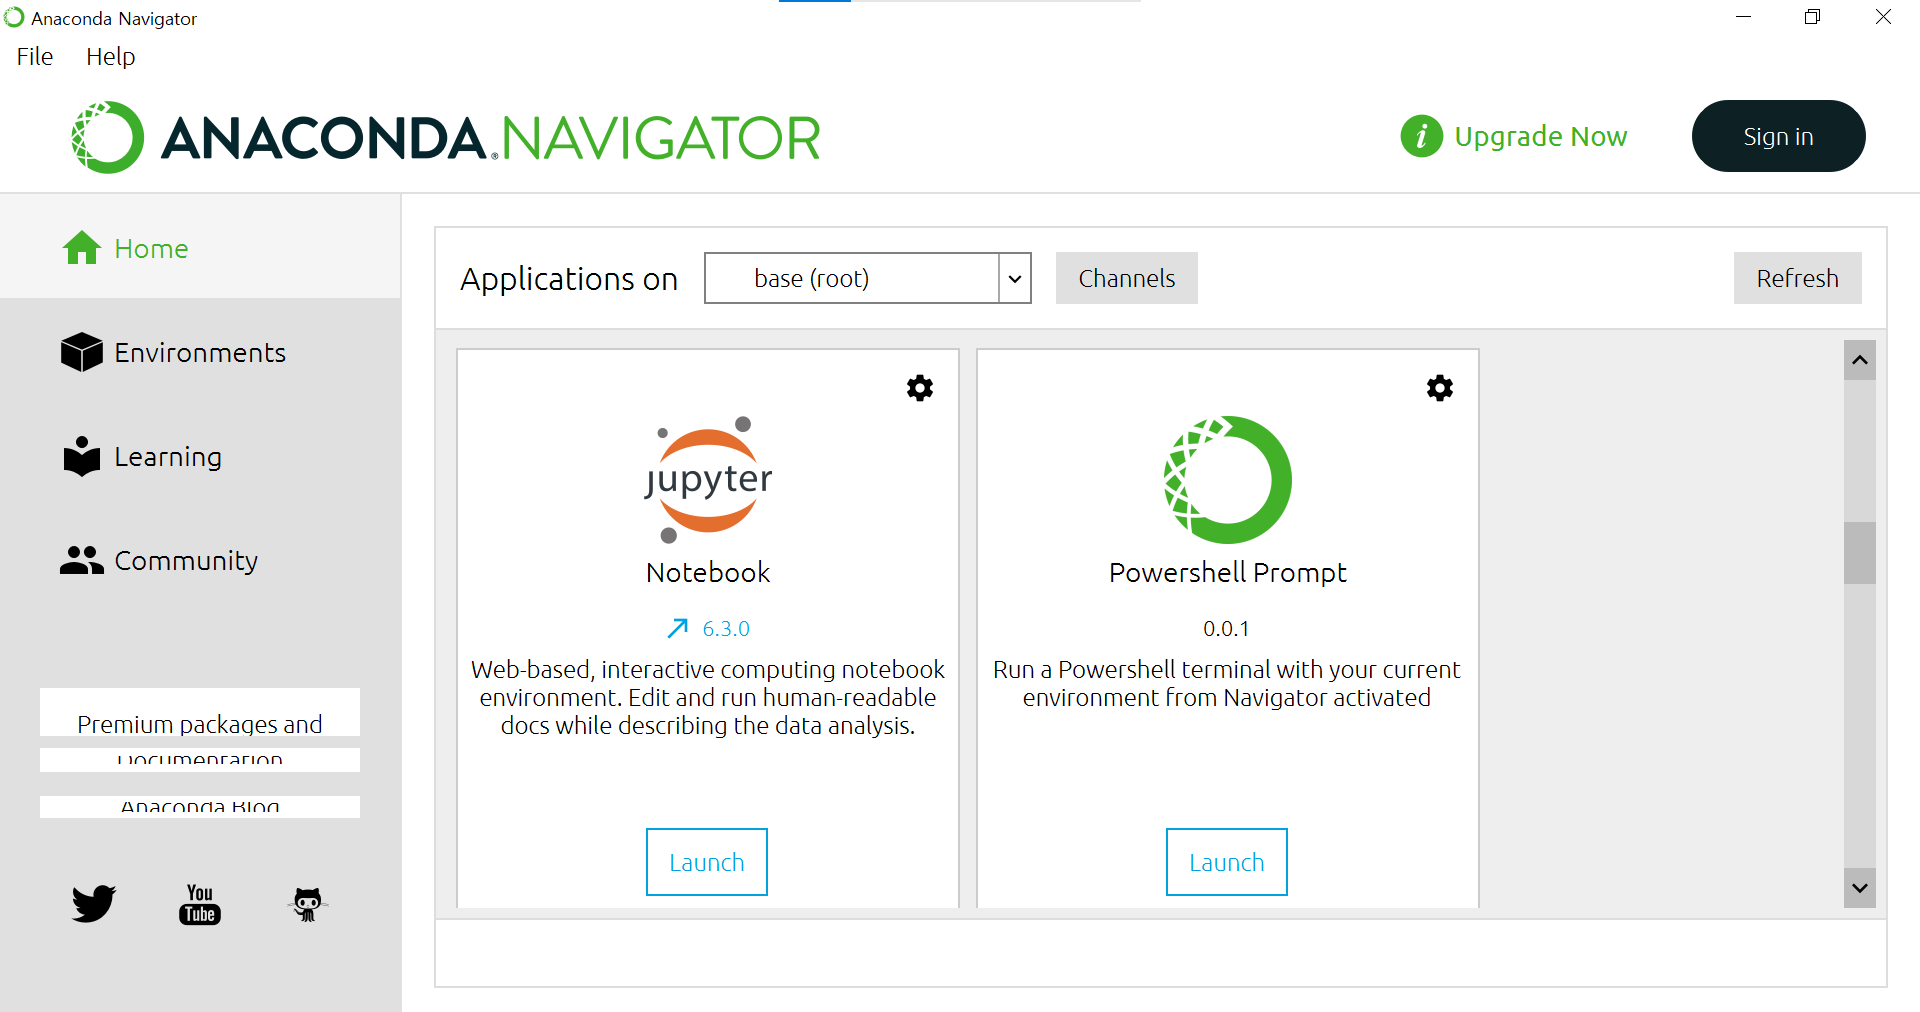 Anaconda Navigator
File Help
ANACONDA.NAVIGATOR
i Upgrade Now
Sign in
Home
Environments
Learning
Community
Premium packages and
Documentation
Anaconda Blog
You
Tube
Applications on base (root) Channels Refresh
jupyter
Notebook
6.3.0
Web-based, interactive computing notebook
environment. Edit and run human-readable
docs while describing the data analysis.
Launch
Powershell Prompt
0.0.1
Run a Powershell terminal with your current
environment from Navigator activated
Launch